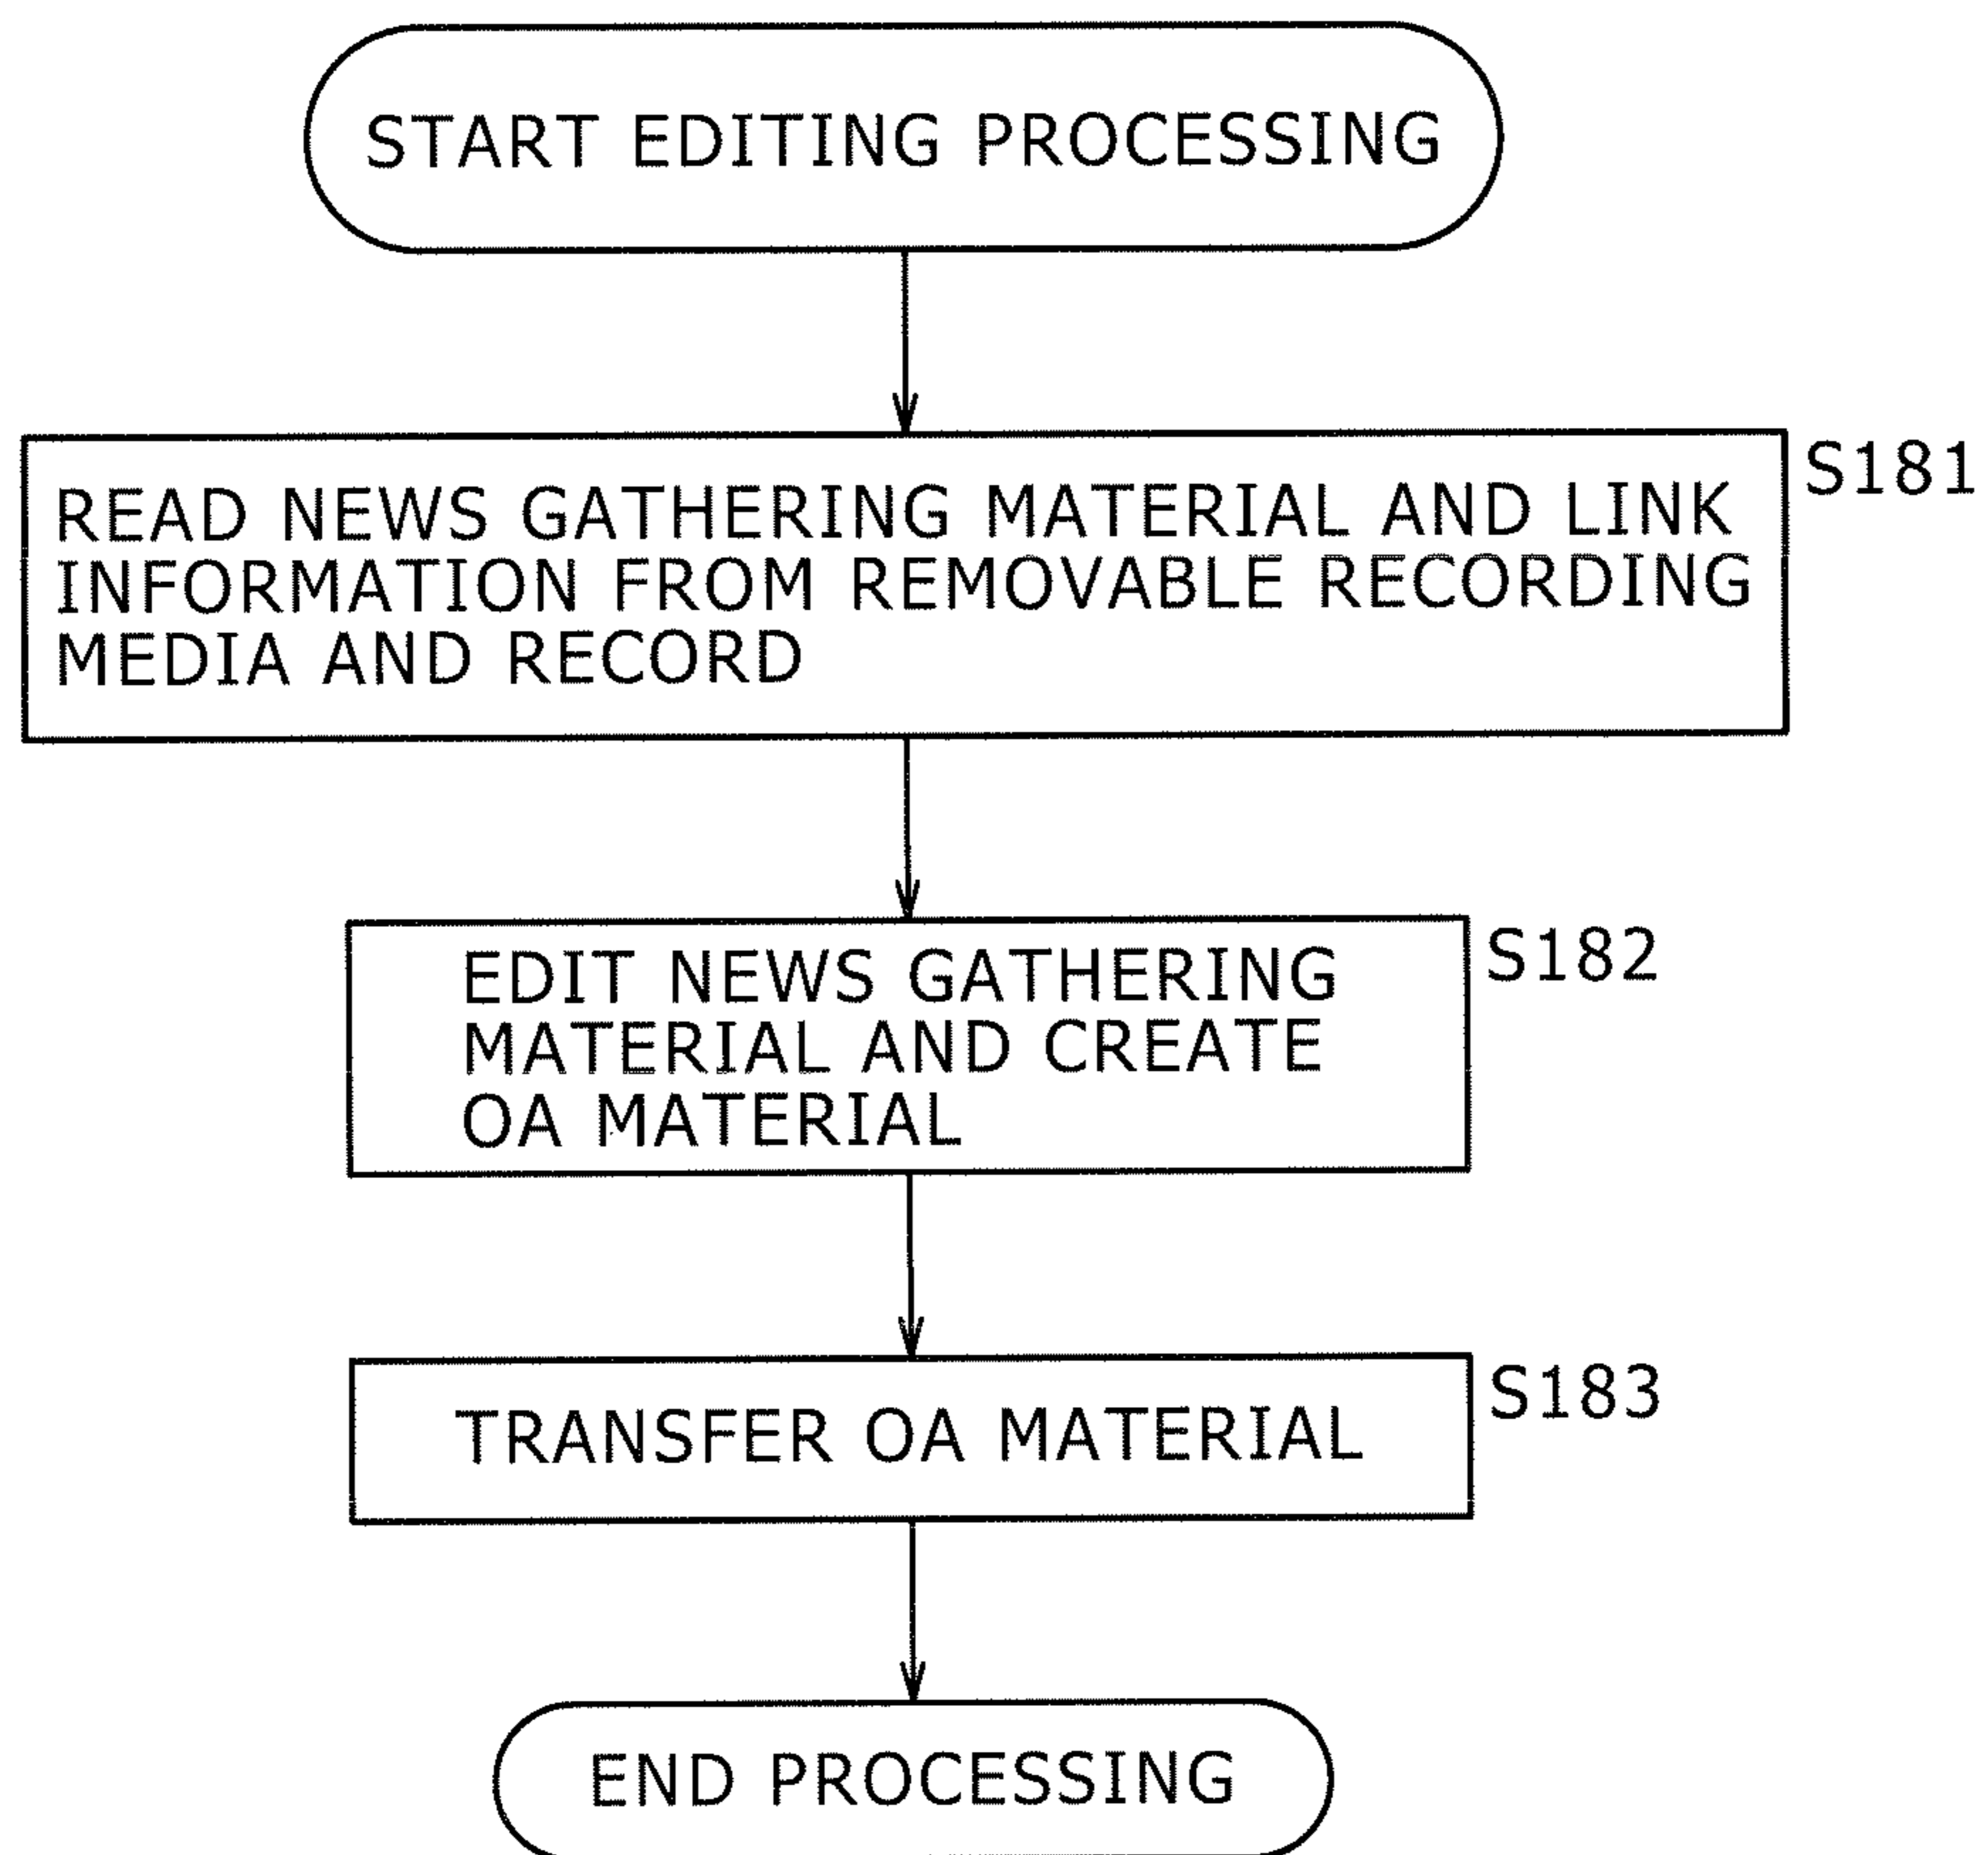 START EDITING PROCESSING
S181
READ NEWS GATHERING MATERIAL AND LINK
INFORMATION FROM REMOVABLE RECORDING
MEDIA AND RECORD
S182
EDIT NEWS GATHERING
MATERIAL AND CREATE
OA MATERIAL
S183
TRANSFER OA MATERIAL
END PROCESSING